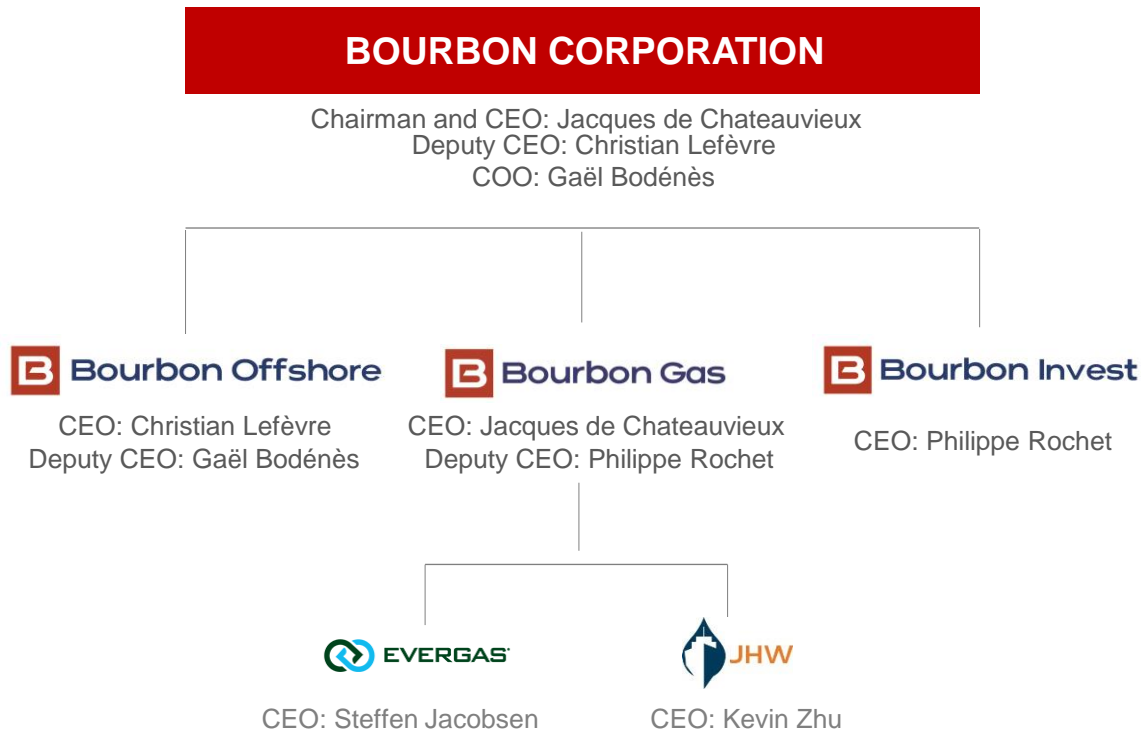 BOURBON CORPORATION
Chairman and CEO: Jacques de Chateauvieux
Deputy CEO: Christian Lefèvre
COO: Gaël Bodénès
B Bourbon Offshore
B Bourbon Gas
B Bourbon Invest
CEO: Christian Lefèvre
Deputy CEO: Gaël Bodénès
CEO: Jacques de Chateauvieux
Deputy CEO: Philippe Rochet
CEO: Philippe Rochet
EVERGAS
JHW
CEO: Steffen Jacobsen
CEO: Kevin Zhu